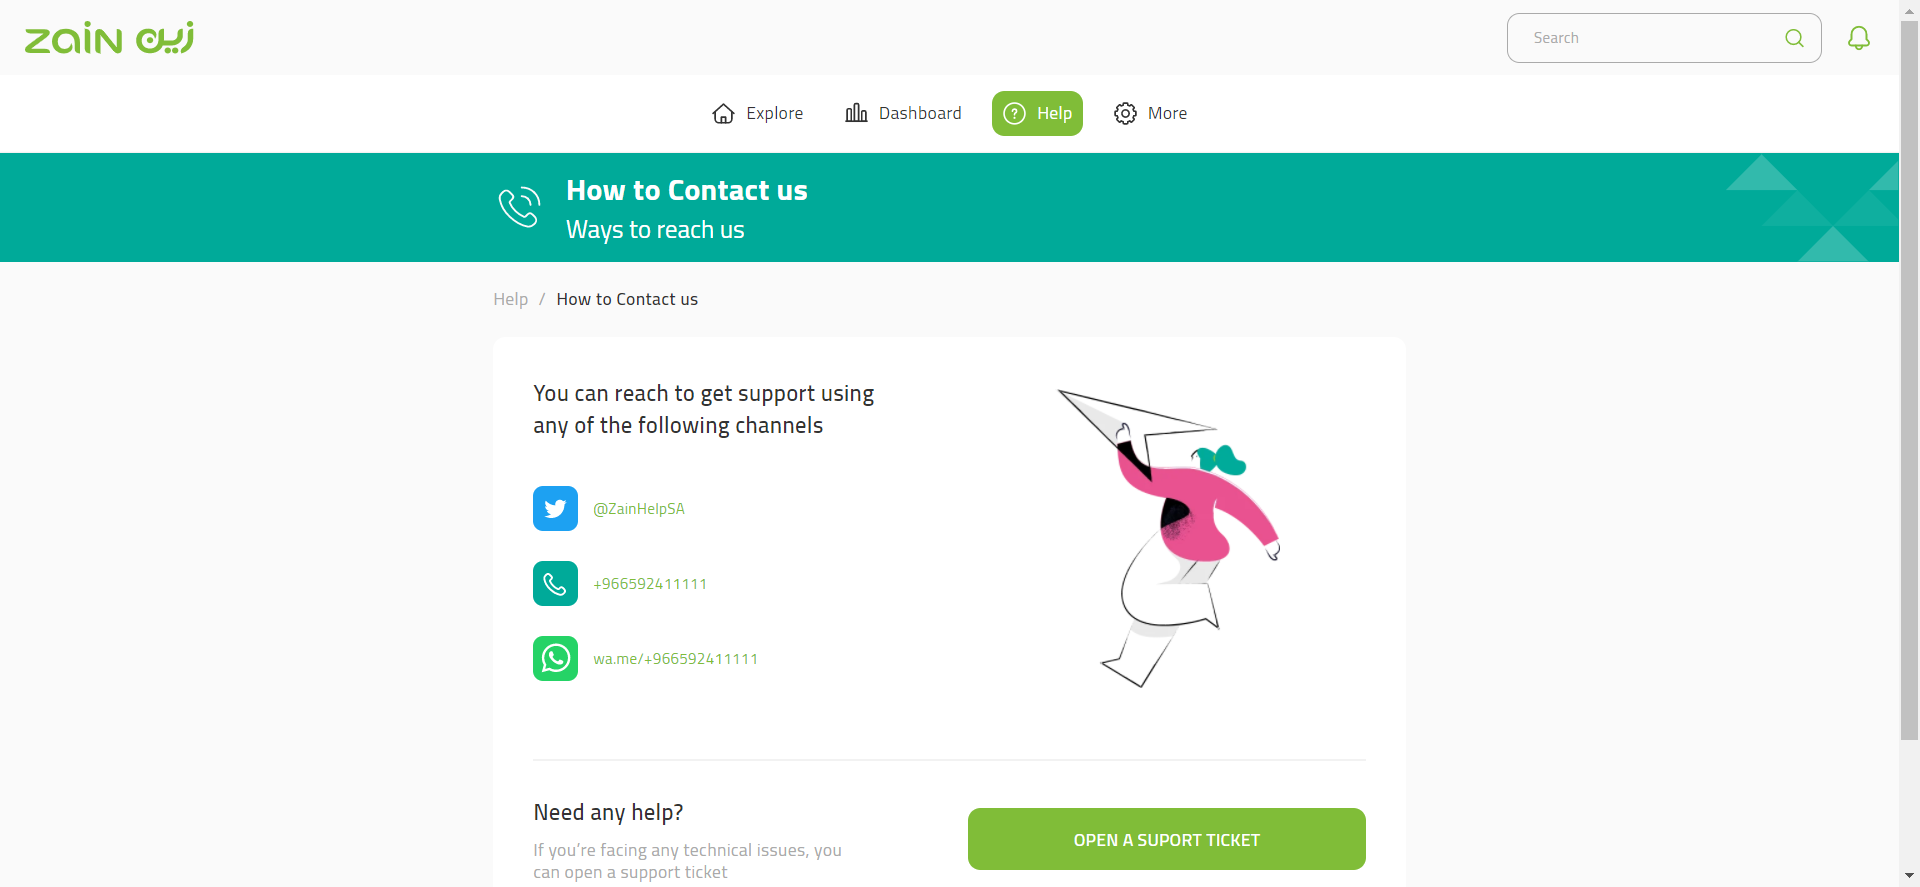 zain زين
Search
Explore
Dashboard
Help
More
How to Contact us
Ways to reach us
Help / How to Contact us
You can reach to get support using
any of the following channels
@ZainHelpSA
+966592411111
wa.me/+966592411111
Need any help?
If you’re facing any technical issues, you
can open a support ticket
OPEN A SUPORT TICKET